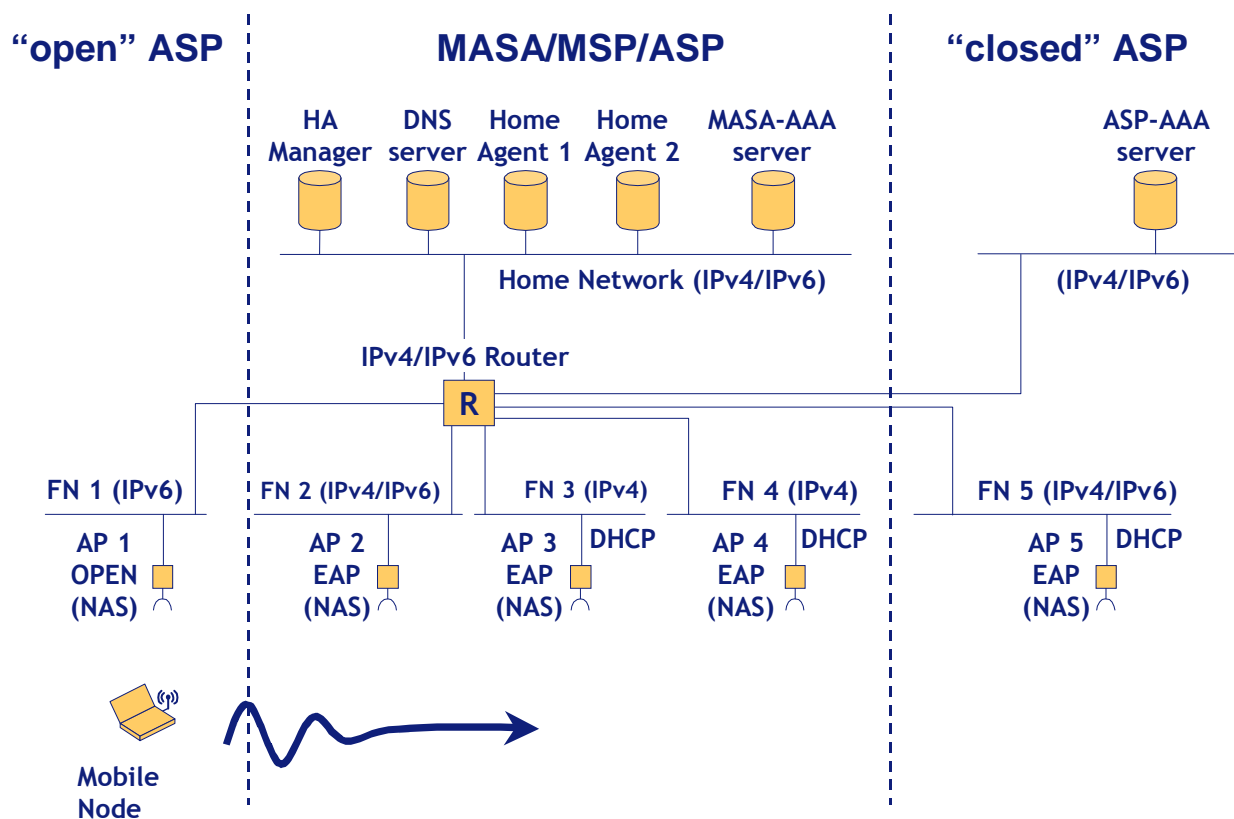 “open” ASP
MASA/MSP/ASP
“closed” ASP
HA
Manager
DNS
server
Home
Agent 1
Home
Agent 2
MASA-AAA
server
ASP-AAA
server
Home Network (IPv4/IPv6)
(IPv4/IPv6)
IPv4/IPv6 Router
R
FN 1 (IPv6)
FN 2 (IPv4/IPv6)
FN 3 (IPv4)
FN 4 (IPv4)
FN 5 (IPv4/IPv6)
AP 1
OPEN
(NAS)
AP 2
EAP
(NAS)
AP 3
EAP
(NAS)
DHCP
AP 4
EAP
(NAS)
DHCP
AP 5
EAP
(NAS)
DHCP
Mobile
Node